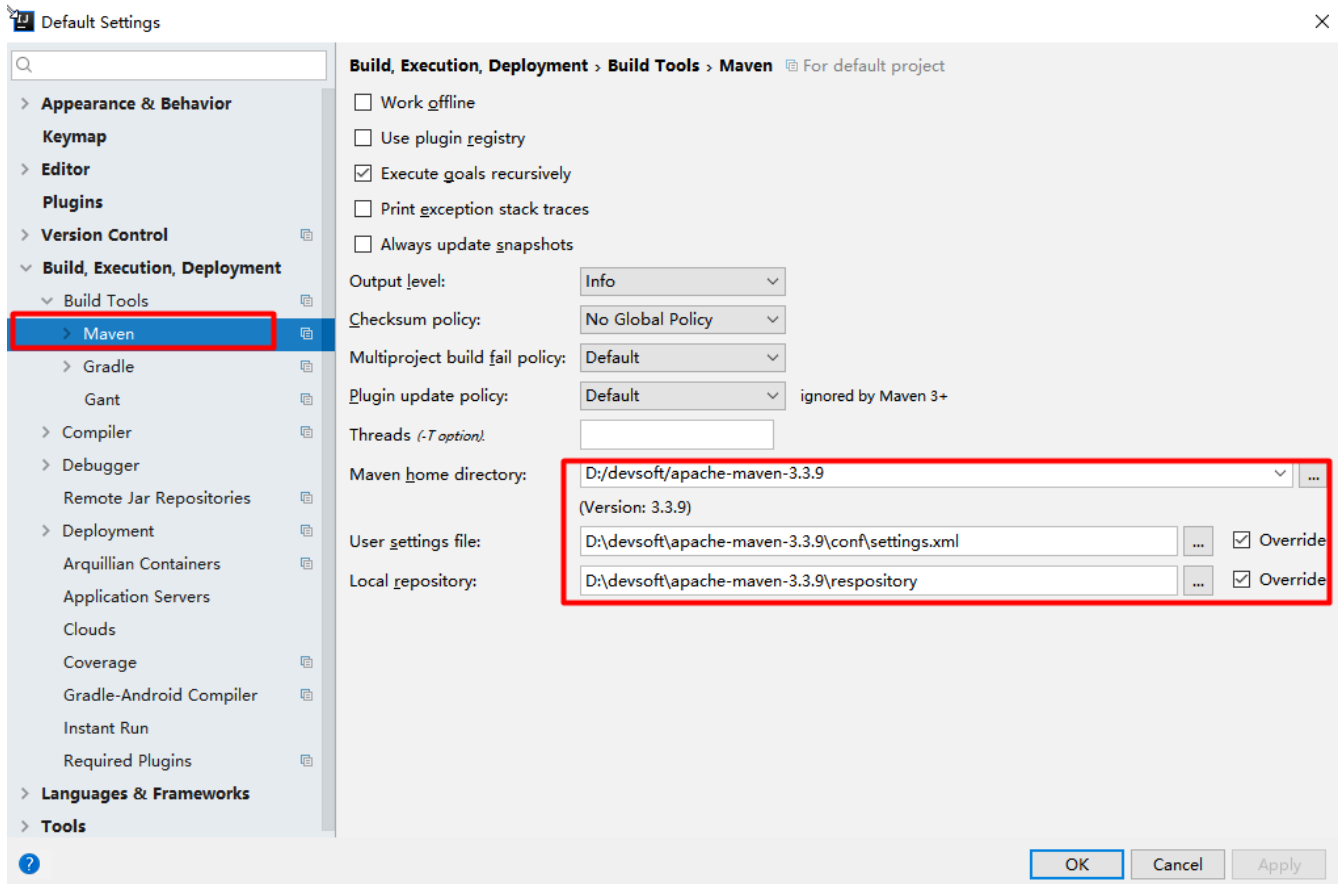 Default Settings
Build, Execution, Deployment › Build Tools › Maven For default project
Appearance & Behavior
Keymap
Editor
Plugins
Version Control
Build, Execution, Deployment
Build Tools
Maven
Gradle
Gant
Compiler
Debugger
Remote Jar Repositories
Deployment
Arquillian Containers
Application Servers
Clouds
Coverage
Gradle-Android Compiler
Instant Run
Required Plugins
Languages & Frameworks
Tools
Work offline
Use plugin registry
Execute goals recursively
Print exception stack traces
Always update snapshots
Output level: Info
Checksum policy: No Global Policy
Multiproject build fail policy: Default
Plugin update policy: Default ignored by Maven 3+
Threads (-T option):
Maven home directory: D:/devsoft/apache-maven-3.3.9 ...
(Version: 3.3.9)
User settings file: D:\devsoft\apache-maven-3.3.9\conf\settings.xml ... Override
Local repository: D:\devsoft\apache-maven-3.3.9\respository ... Override
? OK Cancel Apply